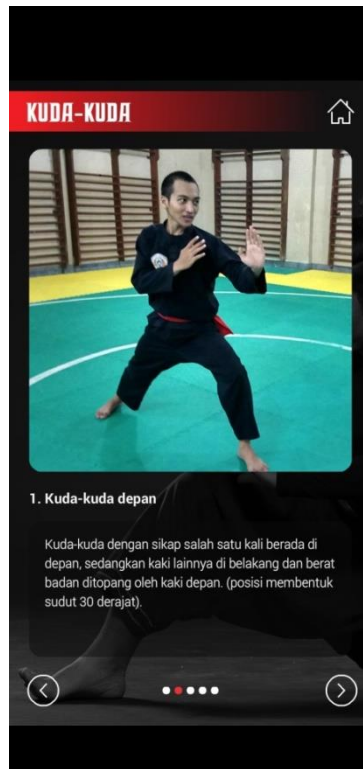 KUDA-KUDA
1. Kuda-kuda depan
Kuda-kuda dengan sikap salah satu kali berada di
depan, sedangkan kaki lainnya di belakang dan berat
badan ditopang oleh kaki depan. (posisi membentuk
sudut 30 derajat).